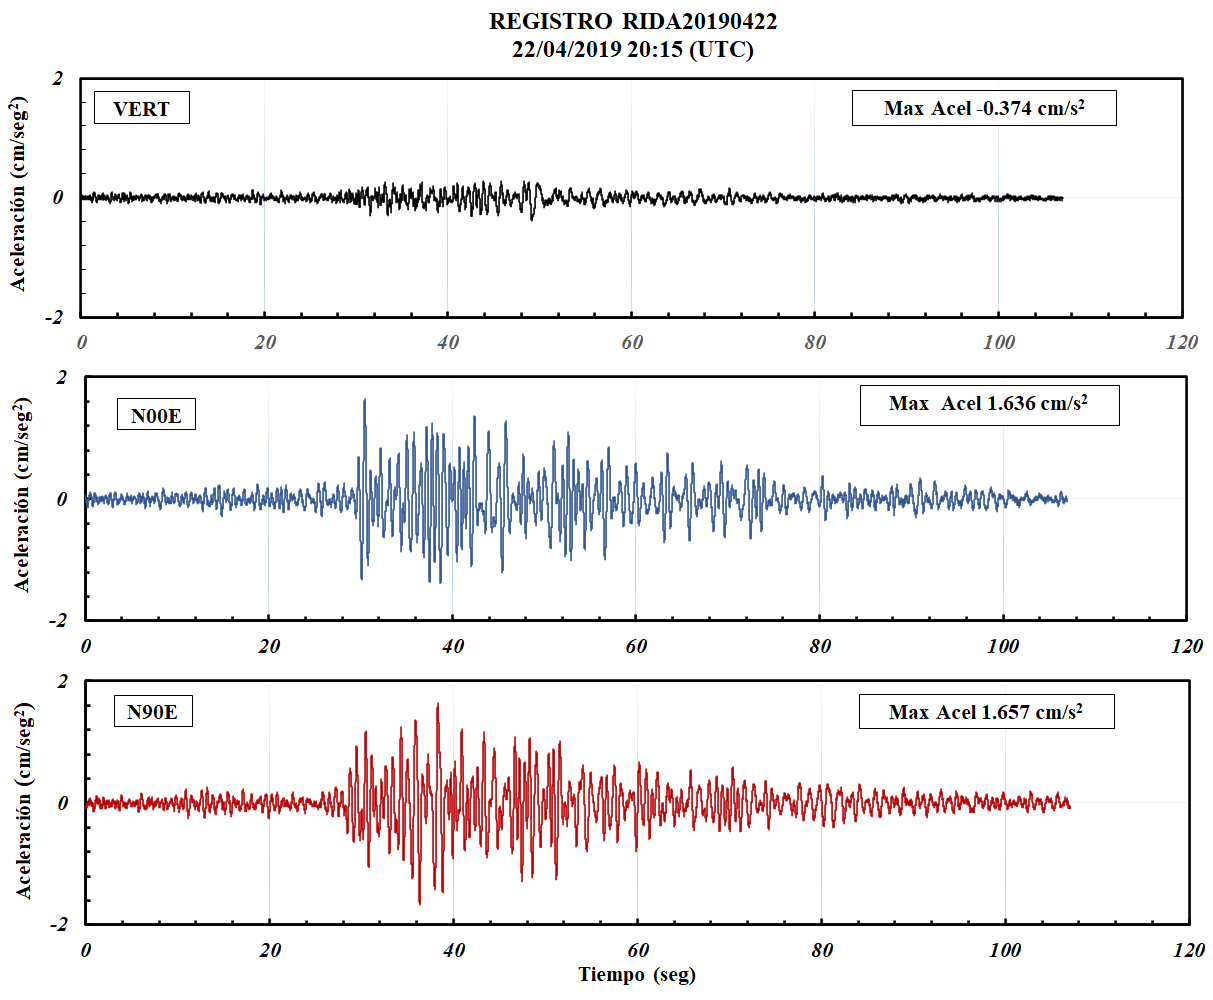 REGISTRO RIDA20190422
22/04/2019 20:15 (UTC)
Aceleración (cm/seg²)
2
0
-2
VERT
Max Acel -0.374 cm/s²
0 20 40 60 80 100 120
Aceleración (cm/seg²)
2
0
-2
N00E
Max Acel 1.636 cm/s²
0 20 40 60 80 100 120
Aceleración (cm/seg²)
2
0
-2
N90E
Max Acel 1.657 cm/s²
0 20 40 60 80 100 120
Tiempo (seg)